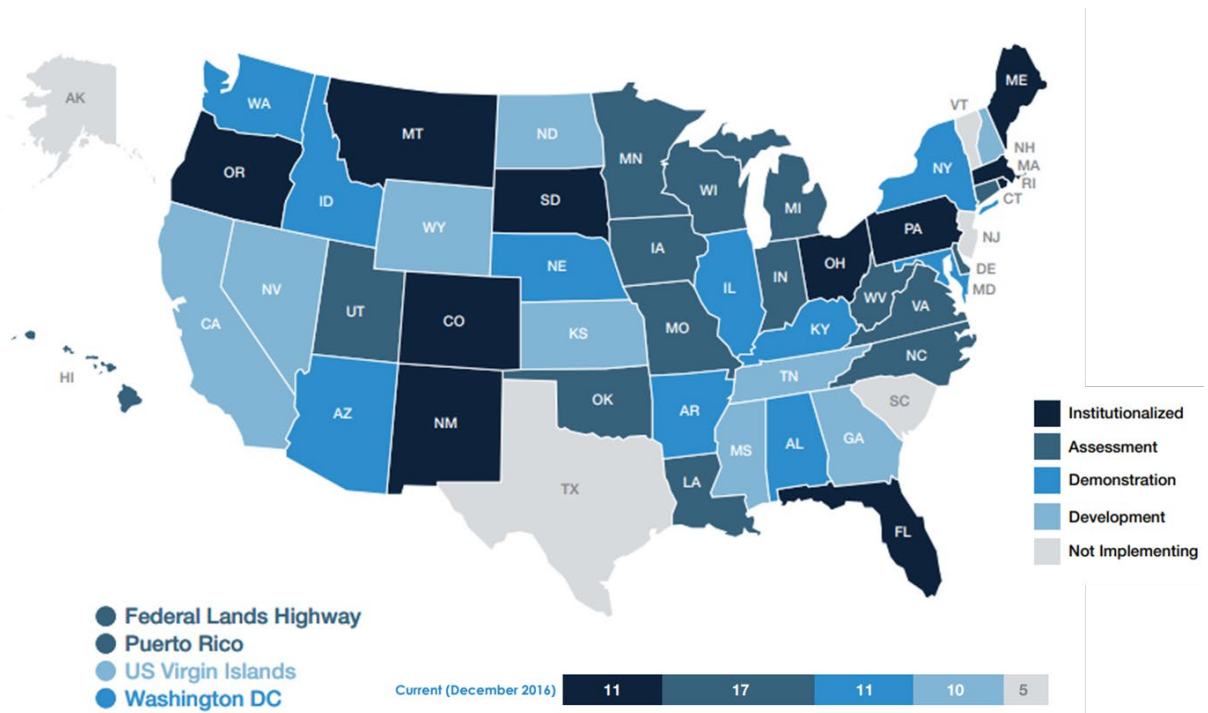 AK
WA
MT
ND
MN
VT
ME
NH
MA
RI
CT
OR
ID
WY
SD
WI
MI
NY
PA
NJ
NV
UT
CO
NE
IA
IL
IN
OH
DE
MD
CA
KS
MO
KY
WV
VA
HI
AZ
NM
OK
AR
TN
NC
SC
TX
LA
MS
AL
GA
FL
Institutionalized
Assessment
Demonstration
Development
Not Implementing
Federal Lands Highway
Puerto Rico
US Virgin Islands
Washington DC
Current (December 2016) 11 17 11 10 5